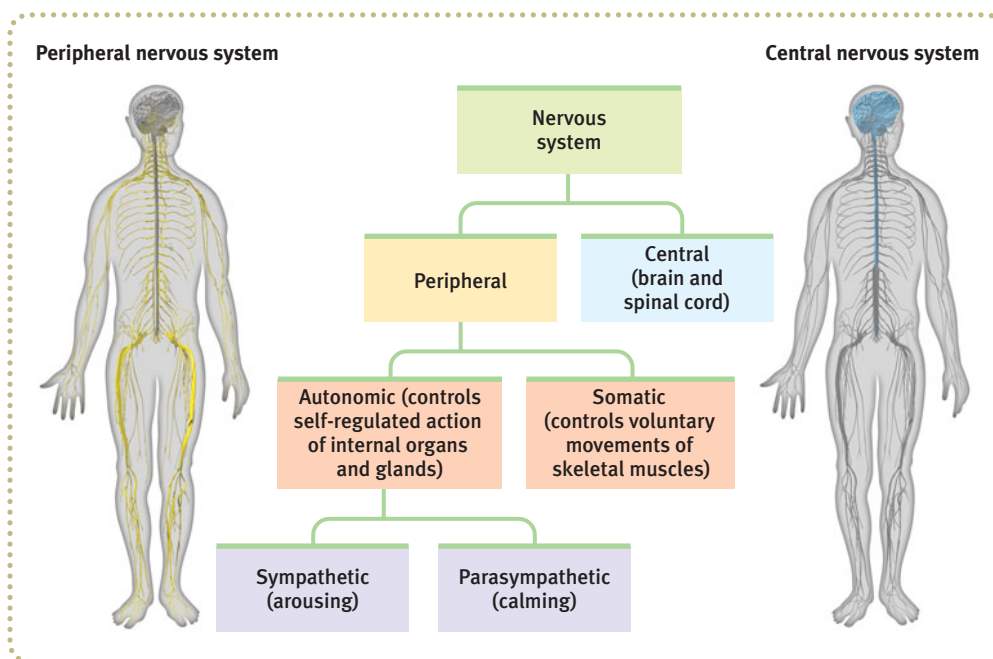 Peripheral nervous system
Central nervous system
Nervous
system
Peripheral
Central
(brain and
spinal cord)
Autonomic (controls
self-regulated action
of internal organs
and glands)
Somatic
(controls voluntary
movements of
skeletal muscles)
Sympathetic
(arousing)
Parasympathetic
(calming)